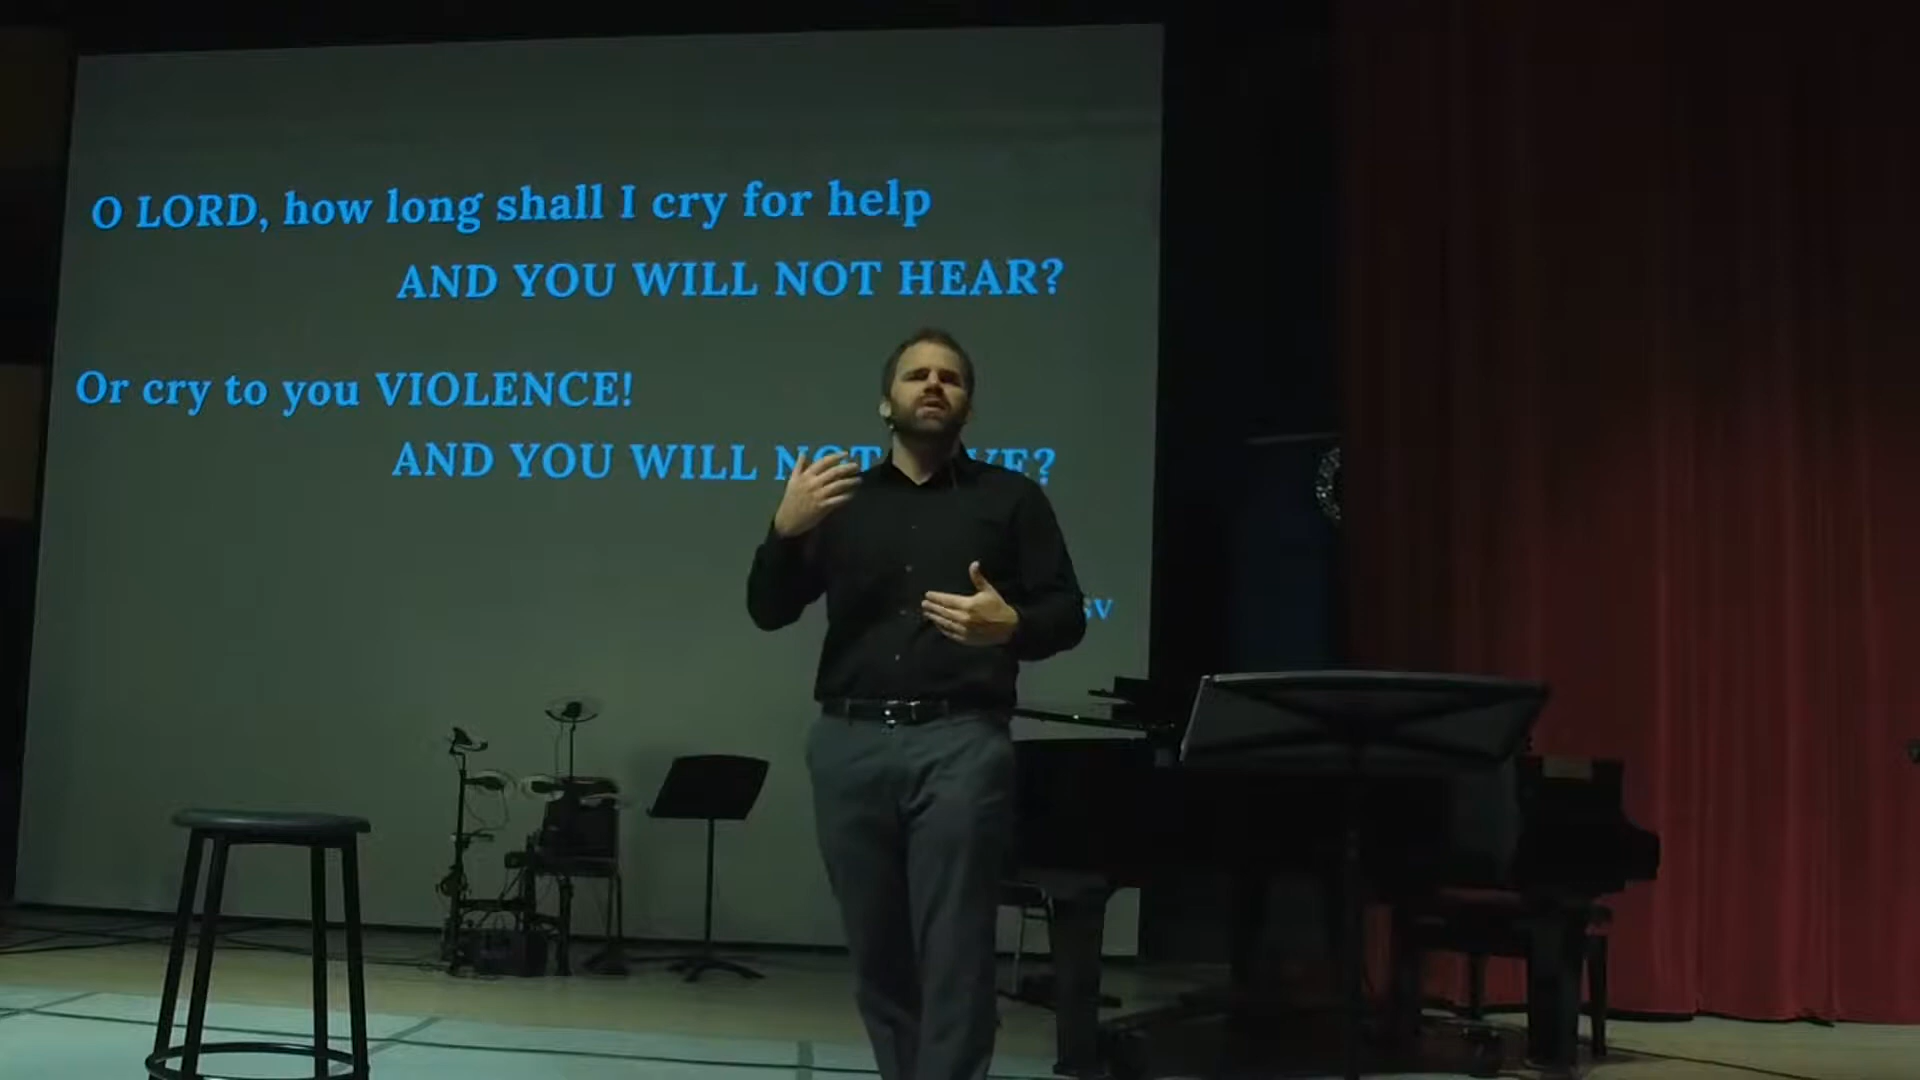 O LORD, how long shall I cry for help
AND YOU WILL NOT HEAR?
Or cry to you VIOLENCE!
AND YOU WILL NOT